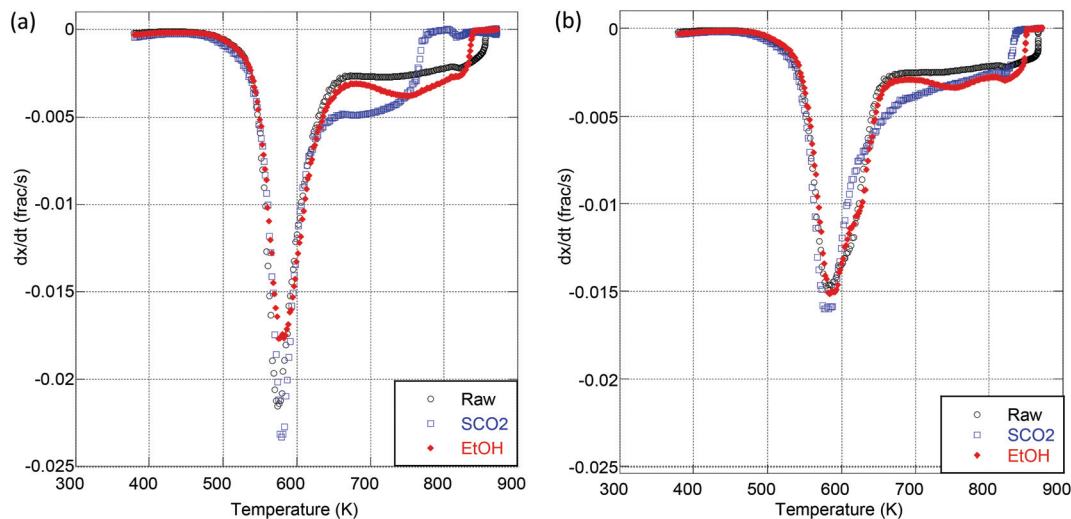 (a)
0
-0.005
-0.01
-0.015
-0.02
-0.025
dx/dt (frac/s)
Raw
SCO2
EtOH
300 400 500 600 700 800 900
Temperature (K)
(b)
0
-0.005
-0.01
-0.015
-0.02
-0.025
dx/dt (frac/s)
Raw
SCO2
EtOH
300 400 500 600 700 800 900
Temperature (K)